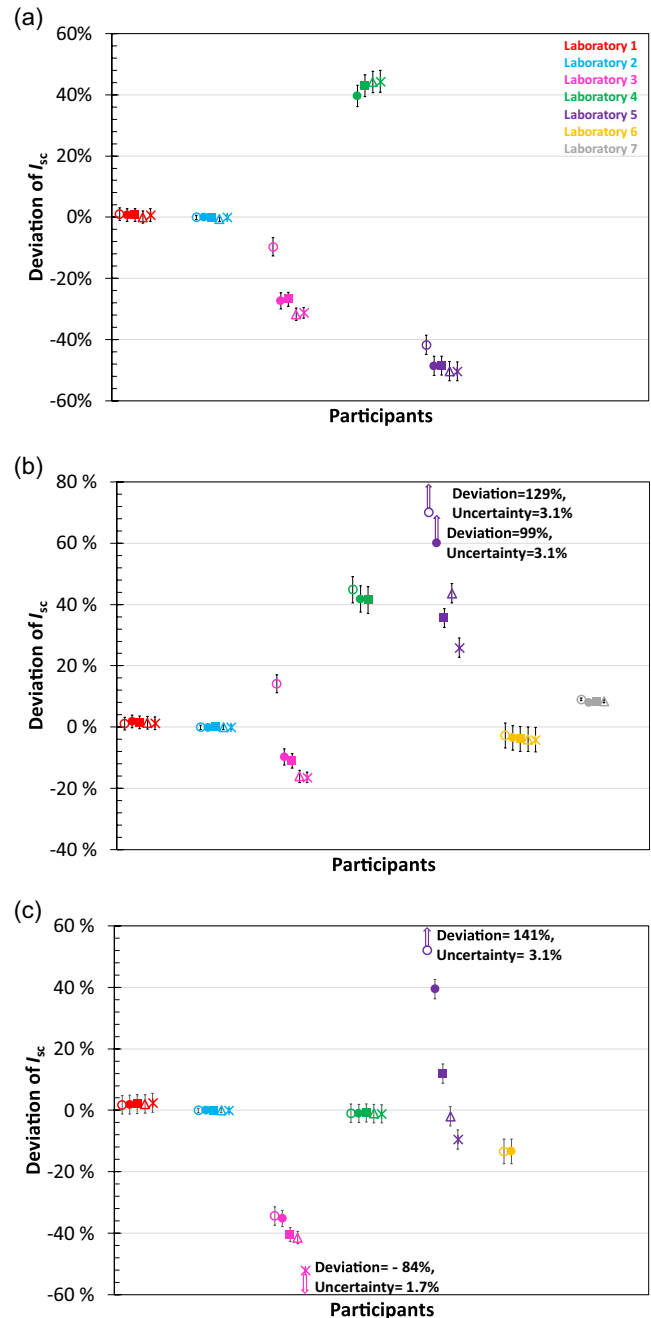 (a)
60%
40%
20%
0%
-20%
-40%
-60%
Deviation of Isc
Laboratory 1
Laboratory 2
Laboratory 3
Laboratory 4
Laboratory 5
Laboratory 6
Laboratory 7
Participants
(b)
80 %
60 %
40 %
20 %
0 %
-20 %
-40 %
Deviation of Isc
Deviation=129%,
Uncertainty=3.1%
Deviation=99%,
Uncertainty=3.1%
Participants
(c)
60 %
40 %
20 %
0 %
-20 %
-40 %
-60 %
Deviation of Isc
Deviation= 141%,
Uncertainty= 3.1%
Deviation= - 84%,
Uncertainty= 1.7%
Participants